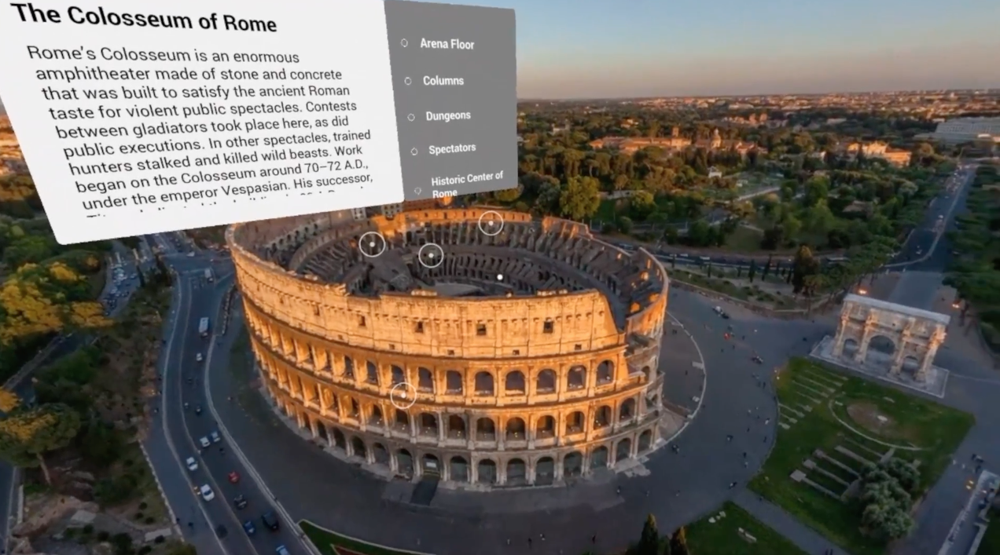 The Colosseum of Rome
Rome's Colosseum is an enormous
amphitheater made of stone and concrete
that was built to satisfy the ancient Roman
taste for violent public spectacles. Contests
between gladiators took place here, as did
public executions. In other spectacles, trained
hunters stalked and killed wild beasts. Work
began on the Colosseum around 70–72 A.D.,
under the emperor Vespasian. His successor,
Arena Floor
Columns
Dungeons
Spectators
Historic Center of
Rome